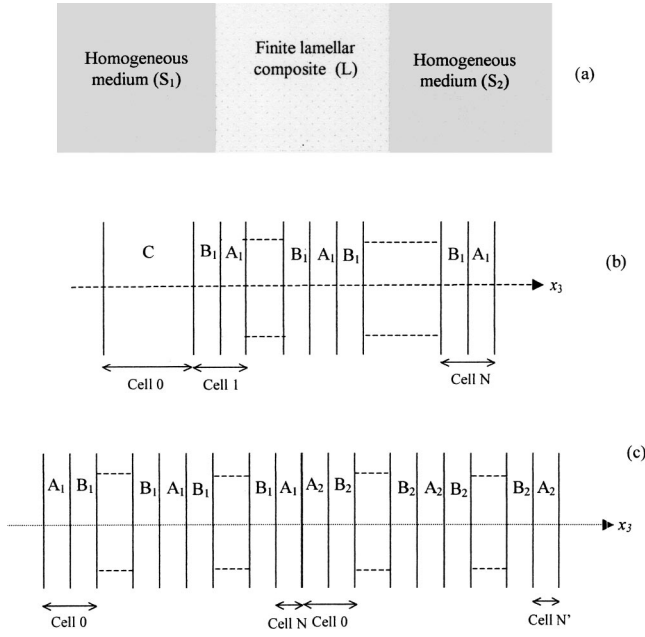 Homogeneous
medium (S₁)
Finite lamellar
composite (L)
Homogeneous
medium (S₂)
(a)
C
B₁ A₁ B₁ A₁ B₁ B₁ A₁
x₃
(b)
Cell 0 Cell 1 Cell N
(c)
A₁ B₁ B₁ A₁ B₁ B₁ A₁ A₂ B₂ B₂ A₂ B₂ B₂ A₂
x₃
Cell 0 Cell N Cell 0 Cell N'